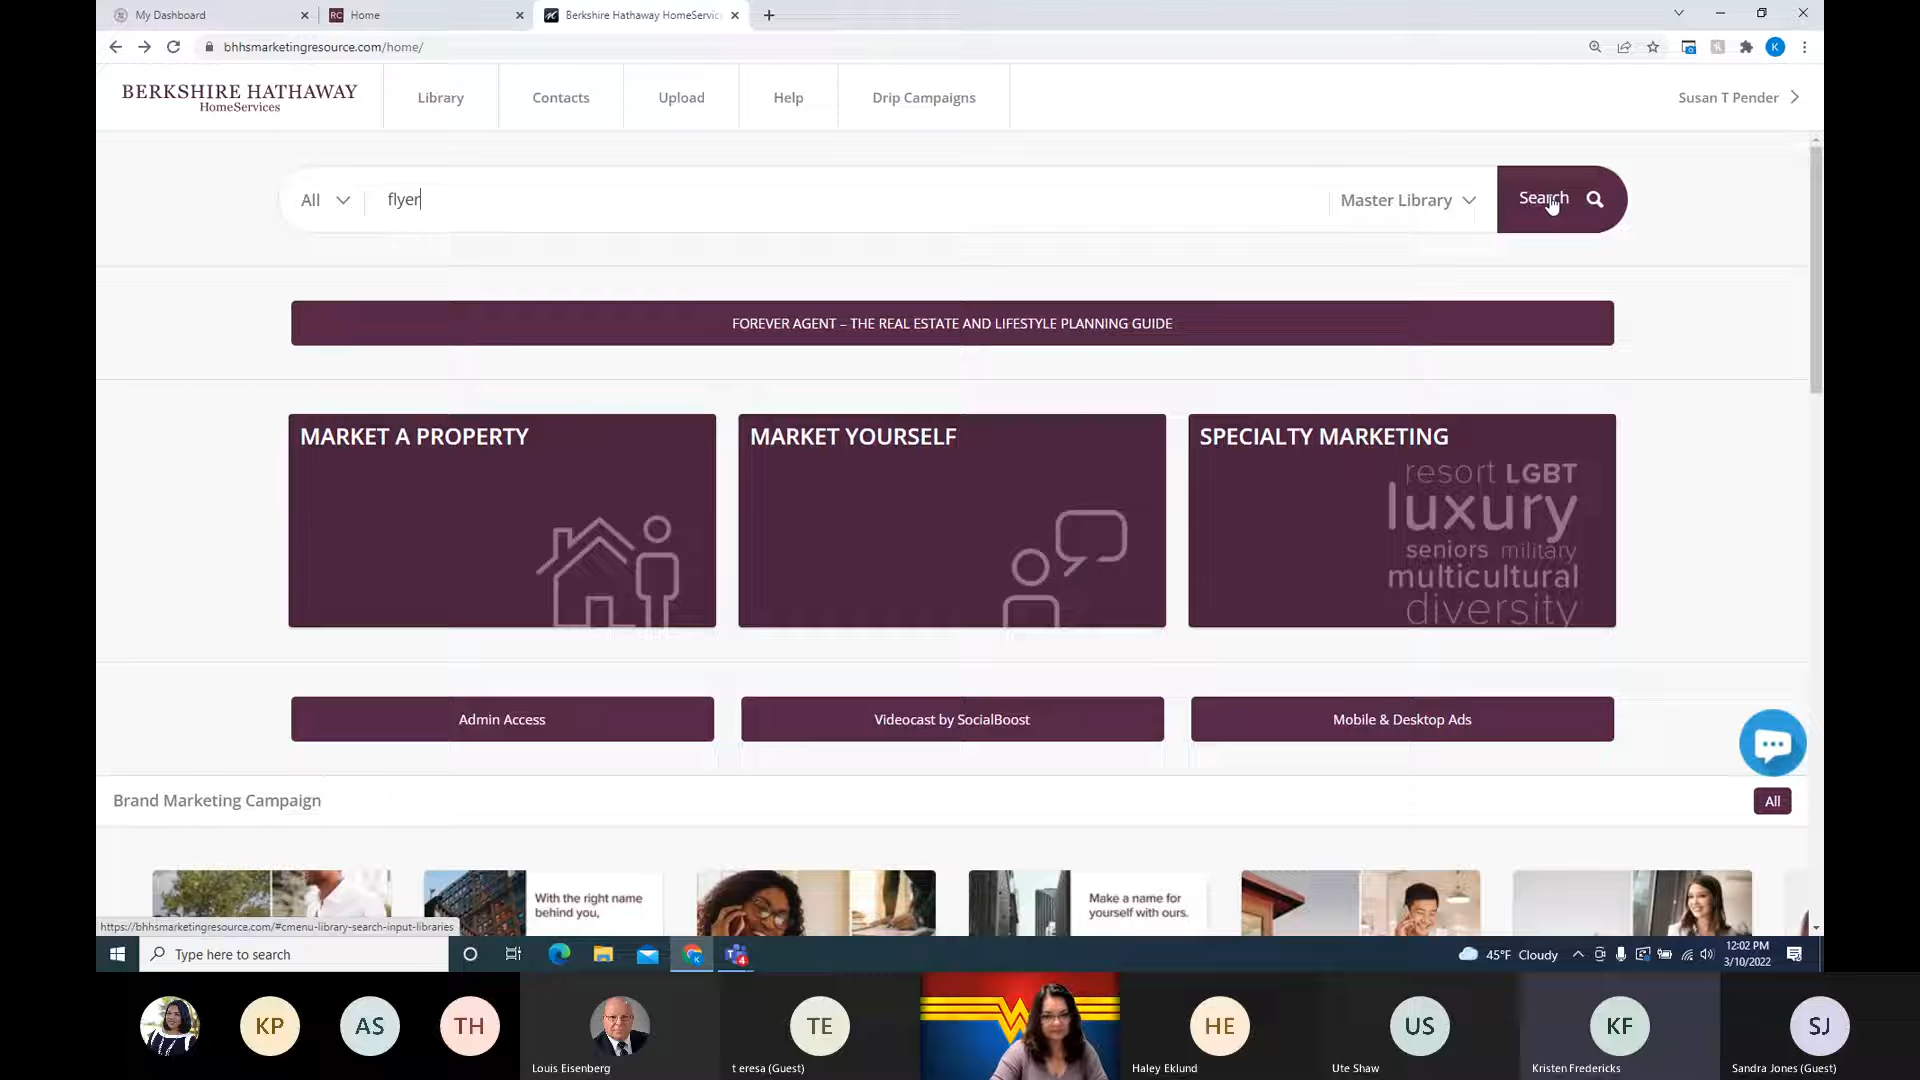 My Dashboard
RC Home
Berkshire Hathaway HomeServic
bhhsmarketingresource.com/home/
K
BERKSHIRE HATHAWAY
HomeServices
Library
Contacts
Upload
Help
Drip Campaigns
Susan T Pender
All
flyer
Master Library
Search
FOREVER AGENT – THE REAL ESTATE AND LIFESTYLE PLANNING GUIDE
MARKET A PROPERTY
MARKET YOURSELF
SPECIALTY MARKETING
resort LGBT
luxury
seniors military
multicultural
diversity
Admin Access
Videocast by SocialBoost
Mobile & Desktop Ads
Brand Marketing Campaign
All
With the right name
behind you,
Make a name for
yourself with ours.
https://bhhsmarketingresource.com/#cmenu-library-search-input-libraries
Type here to search
K
4
45°F Cloudy
12:02 PM
3/10/2022
KP
AS
TH
Louis Eisenberg
TE
t eresa (Guest)
HE
Haley Eklund
US
Ute Shaw
KF
Kristen Fredericks
SJ
Sandra Jones (Guest)